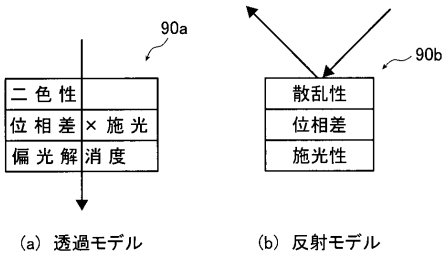 90a
二色性
位相差×施光
偏光解消度
(a) 透過モデル
90b
散乱性
位相差
施光性
(b) 反射モデル